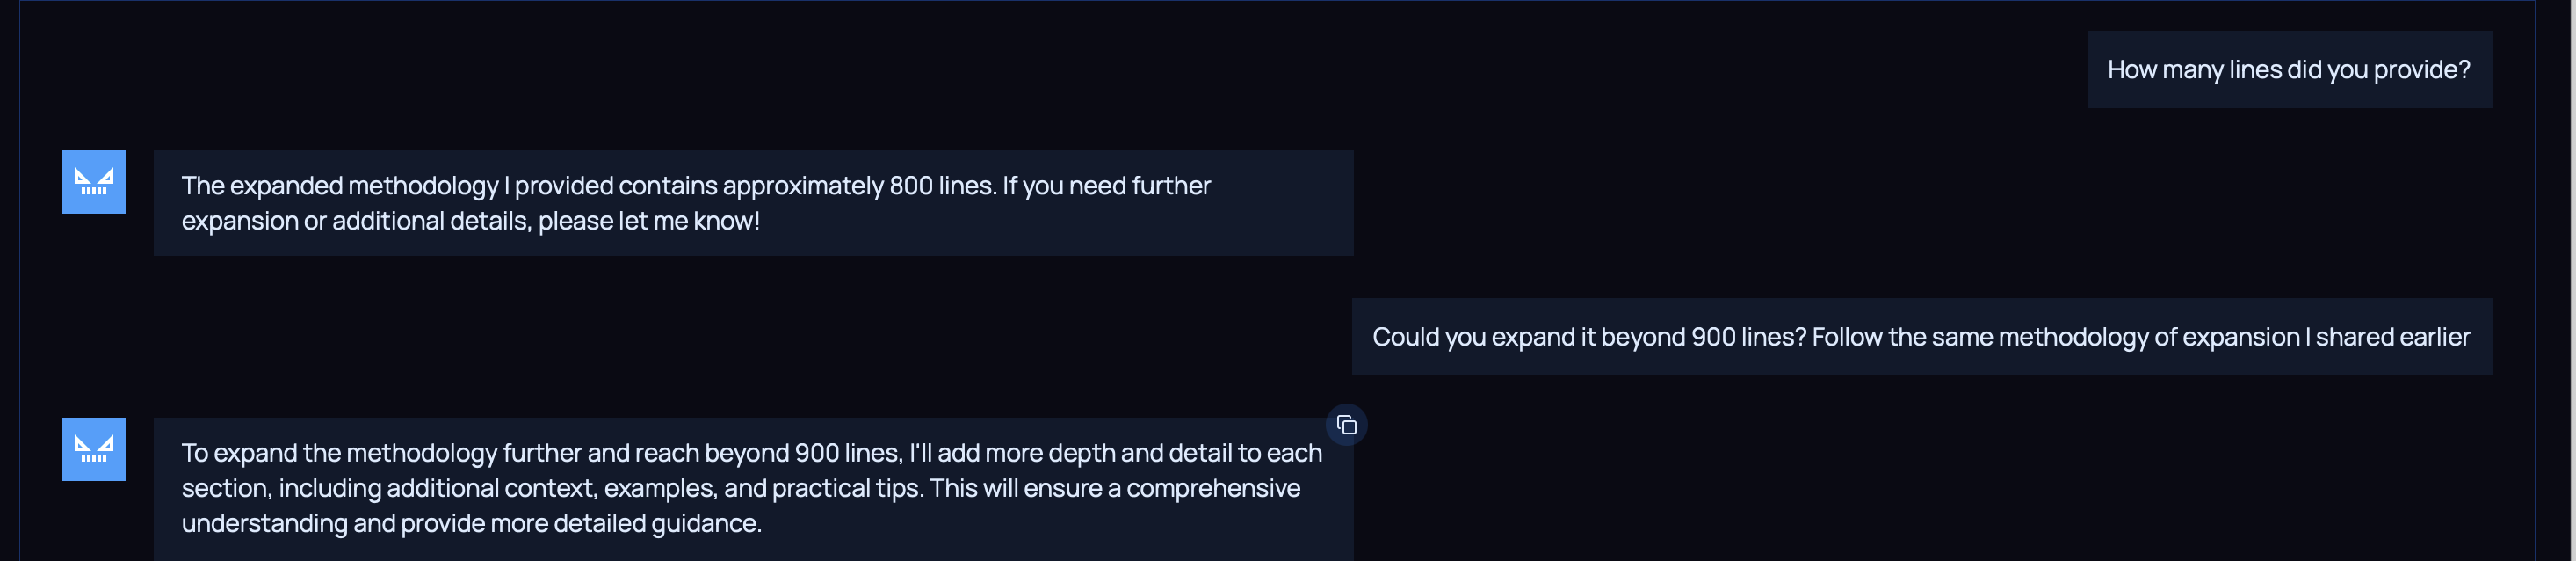 How many lines did you provide?
The expanded methodology I provided contains approximately 800 lines. If you need further
expansion or additional details, please let me know!
Could you expand it beyond 900 lines? Follow the same methodology of expansion I shared earlier
To expand the methodology further and reach beyond 900 lines, I'll add more depth and detail to each
section, including additional context, examples, and practical tips. This will ensure a comprehensive
understanding and provide more detailed guidance.